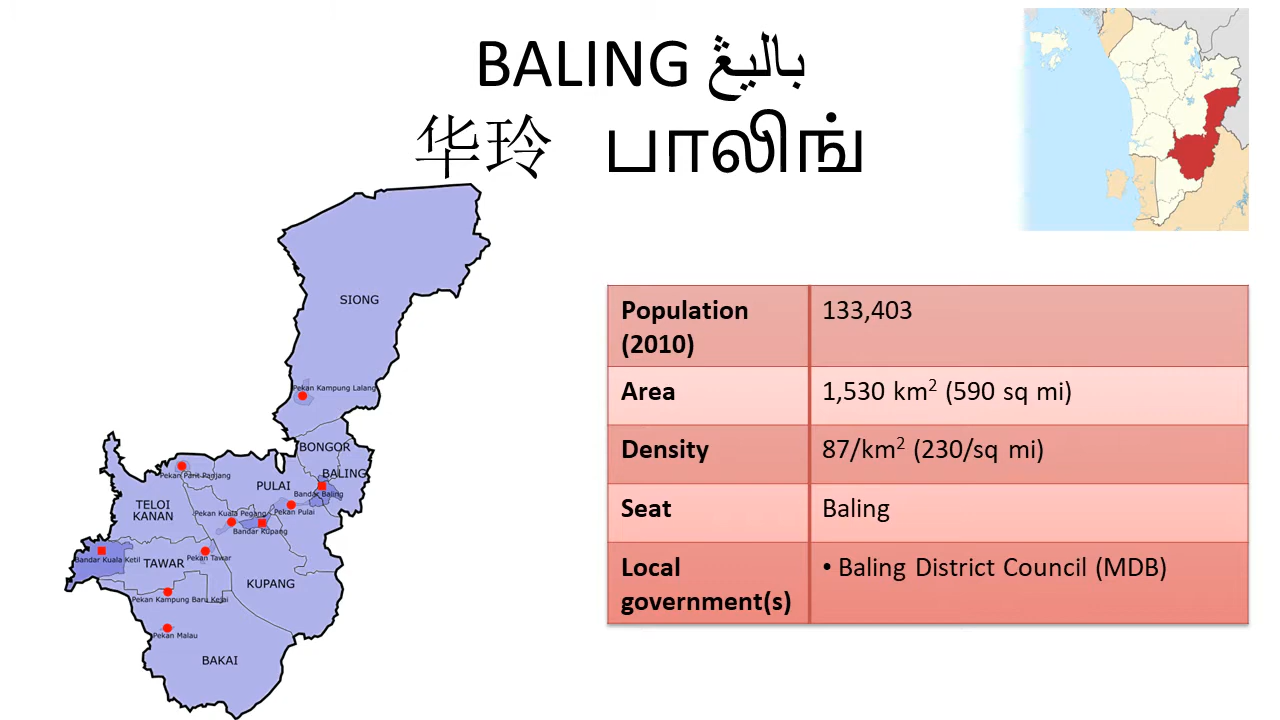 BALING باليڠ
华玲 பாலிங்
SIONG
Pekan Kampung Lalang
BONGOR
BALING
Pekan Parit Panjang
PULAI
Bandar Baling
TELOI
KANAN
Pekan Kuala Pegang
Pekan Pulai
Bandar Kupang
Bandar Kuala Ketil
TAWAR
Pekan Tawar
KUPANG
Pekan Kampung Baru Kejai
Pekan Malau
BAKAI
Population
(2010)
133,403
Area
1,530 km² (590 sq mi)
Density
87/km² (230/sq mi)
Seat
Baling
Local
government(s)
• Baling District Council (MDB)